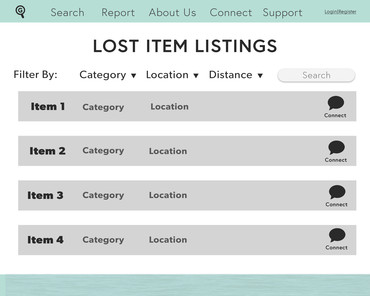 G Search Report About Us Connect Support Login/Register
LOST ITEM LISTINGS
Filter By: Category ▼ Location ▼ Distance ▼ Search
Item 1 Category Location Connect
Item 2 Category Location Connect
Item 3 Category Location Connect
Item 4 Category Location Connect